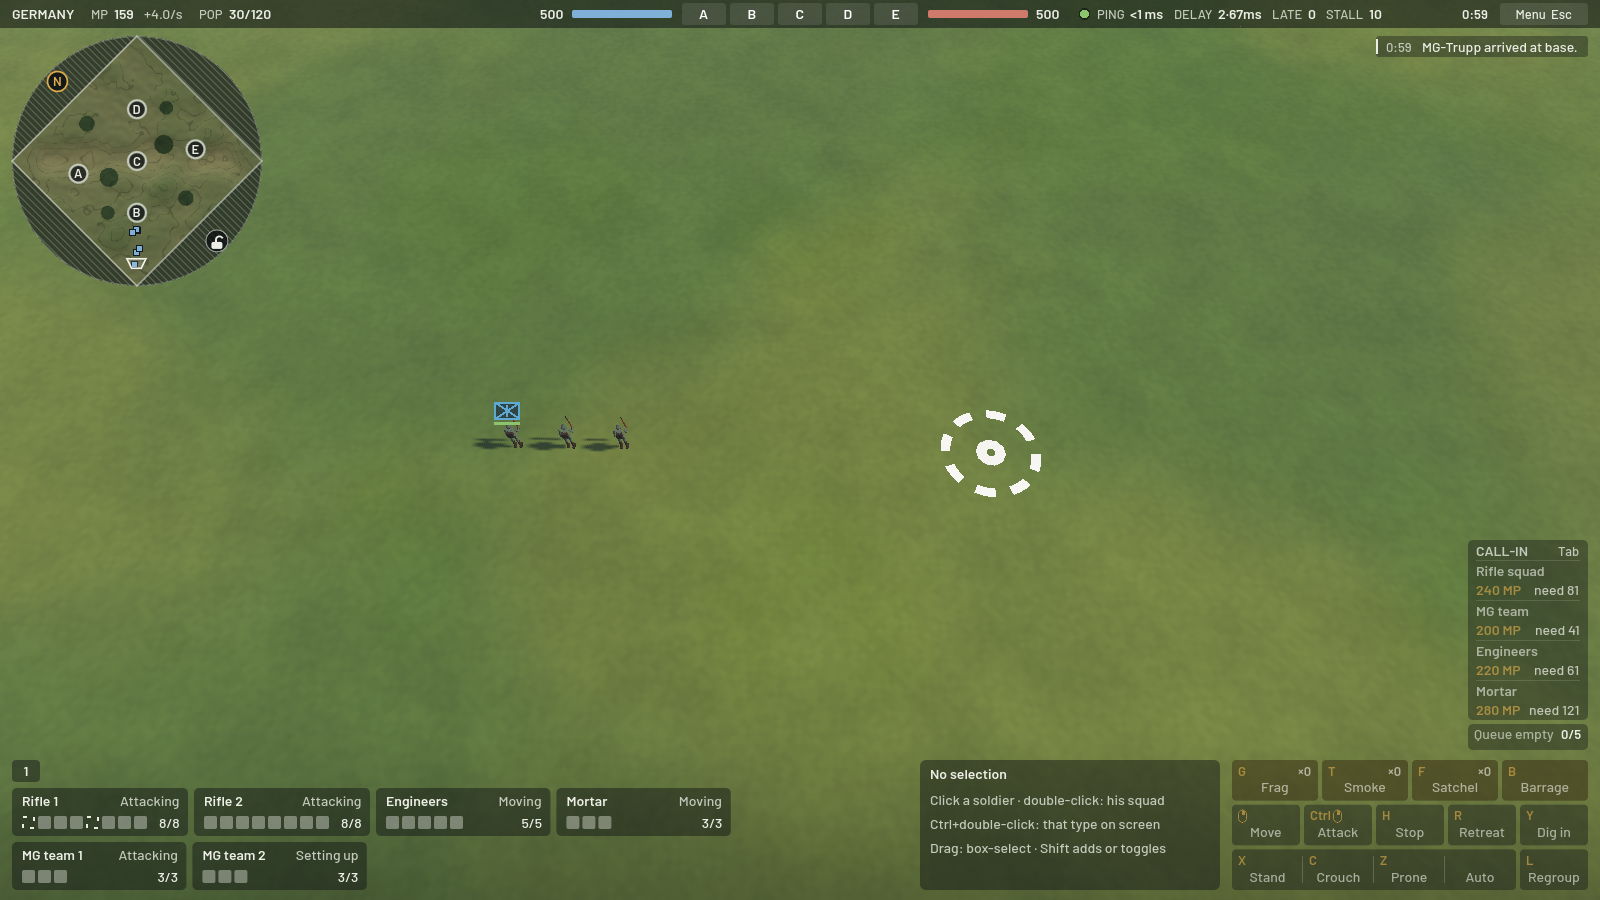 GERMANY MP 159 +4.0/s POP 30/120 500 A B C D E 500 PING <1 ms DELAY 2·67ms LATE 0 STALL 10 0:59 Menu Esc
0:59 MG-Trupp arrived at base.
N
D
E
C
A
B
CALL-IN Tab
Rifle squad
240 MP need 81
MG team
200 MP need 41
Engineers
220 MP need 61
Mortar
280 MP need 121
Queue empty 0/5
1
Rifle 1 Attacking
8/8
Rifle 2 Attacking
8/8
Engineers Moving
5/5
Mortar Moving
3/3
MG team 1 Attacking
3/3
MG team 2 Setting up
3/3
No selection
Click a soldier · double-click: his squad
Ctrl+double-click: that type on screen
Drag: box-select · Shift adds or toggles
G ×0 Frag
T ×0 Smoke
F ×0 Satchel
B Barrage
Move
Ctrl Attack
H Stop
R Retreat
Y Dig in
X Stand
C Crouch
Z Prone
Auto
L Regroup